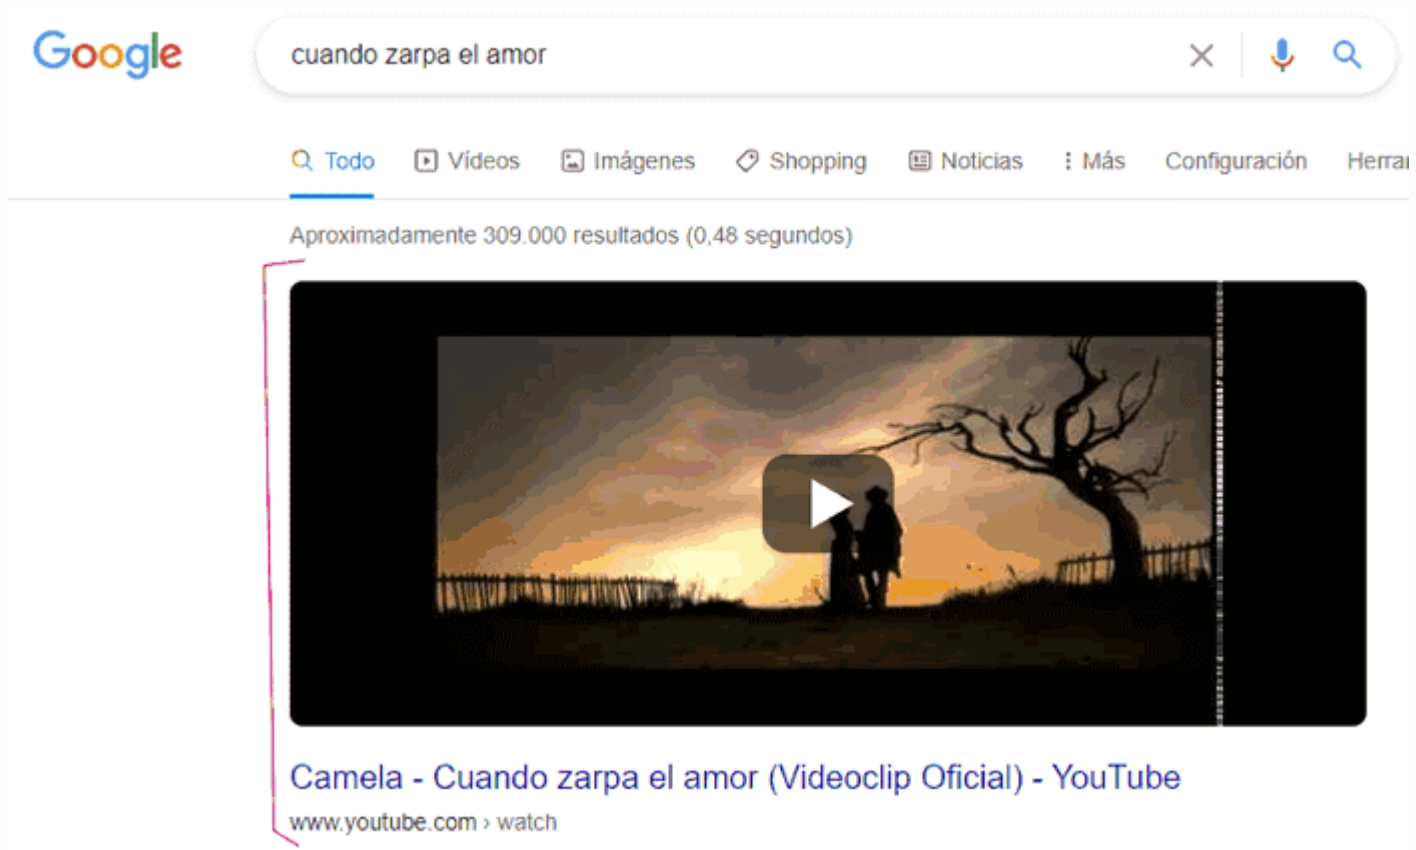 Google
cuando zarpa el amor
Todo Vídeos Imágenes Shopping Noticias Más Configuración Herrar
Aproximadamente 309.000 resultados (0,48 segundos)
Camela - Cuando zarpa el amor (Videoclip Oficial) - YouTube
www.youtube.com › watch